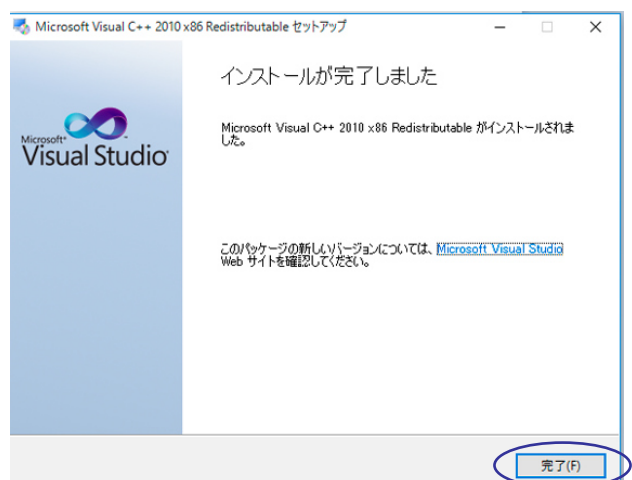 Microsoft Visual C++ 2010 x86 Redistributable セットアップ
インストールが完了しました
Microsoft Visual C++ 2010 x86 Redistributable がインストールされま
した。
Microsoft
Visual Studio
このパッケージの新しいバージョンについては、Microsoft Visual Studio
Web サイトを確認してください。
完了(F)